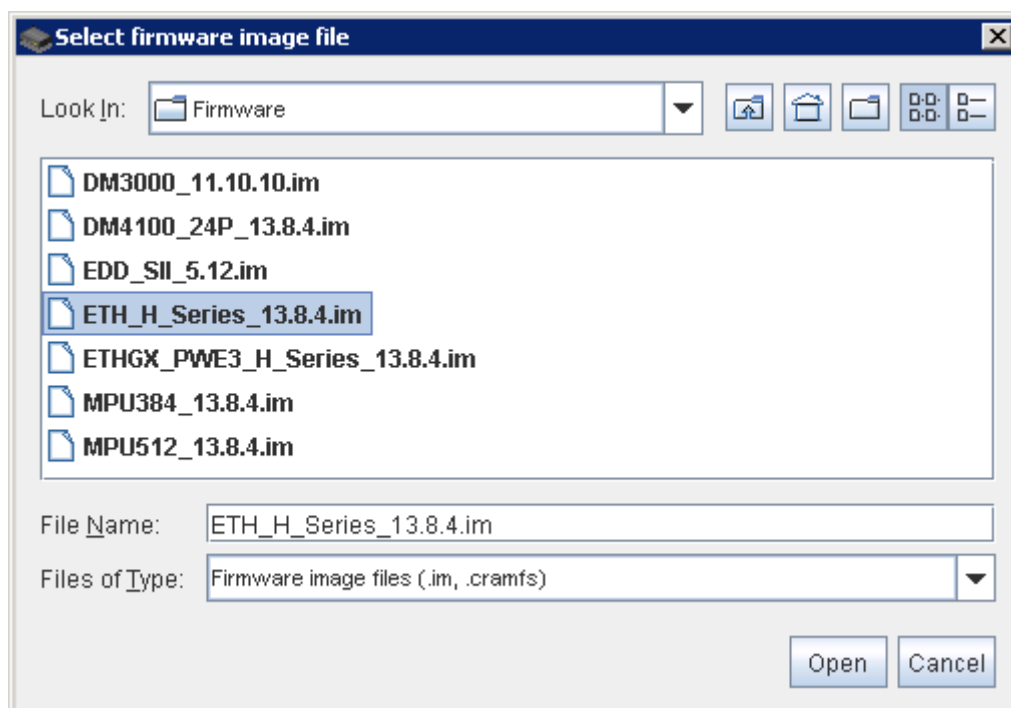 Select firmware image file
Look In: Firmware
DM3000_11.10.10.im
DM4100_24P_13.8.4.im
EDD_SII_5.12.im
ETH_H_Series_13.8.4.im
ETHGX_PWE3_H_Series_13.8.4.im
MPU384_13.8.4.im
MPU512_13.8.4.im
File Name: ETH_H_Series_13.8.4.im
Files of Type: Firmware image files (.im, .cramfs)
Open Cancel